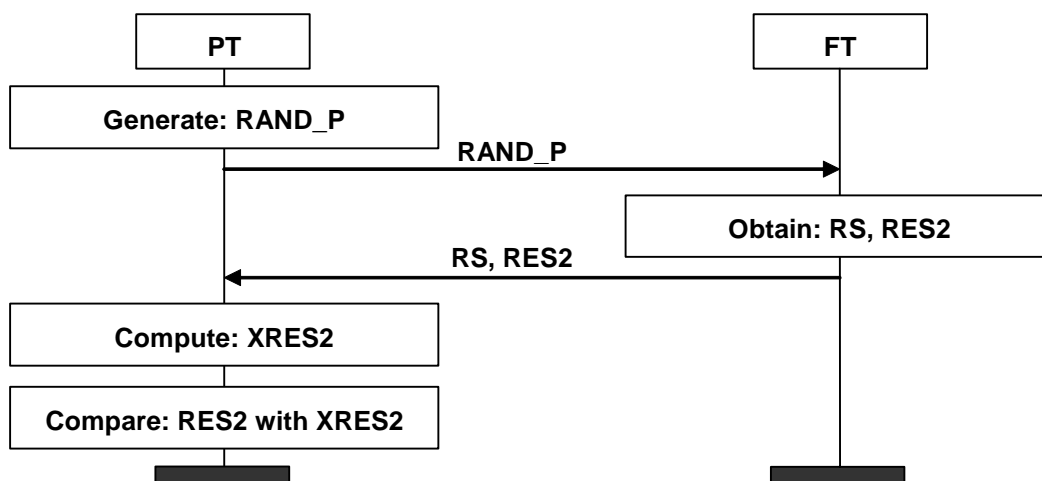 PT
FT
Generate: RAND_P
RAND_P
Obtain: RS, RES2
RS, RES2
Compute: XRES2
Compare: RES2 with XRES2